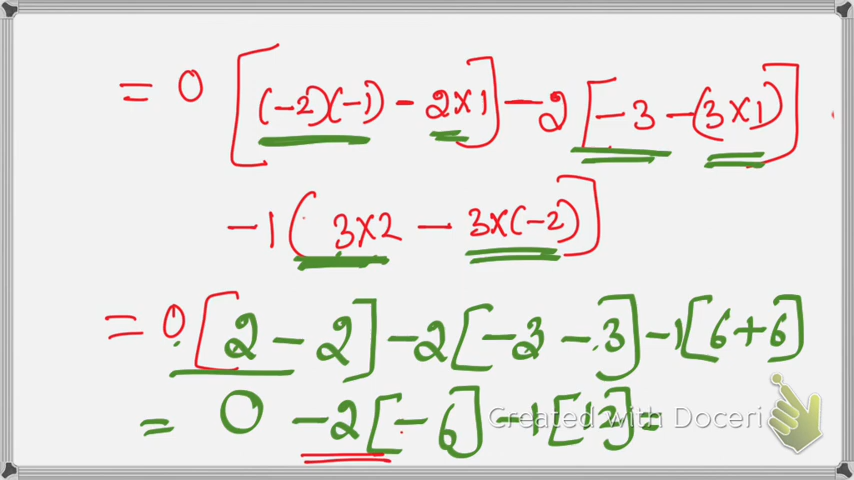 = 0 [(-2)(-1) - 2×1] - 2[-3 - (3×1)]
-1(3×2 - 3×(-2)]
= 0[2 - 2] - 2[-3 - 3] - 1[6 + 6]
= 0 - 2[-6] - 1[12] =
Created with Doceri